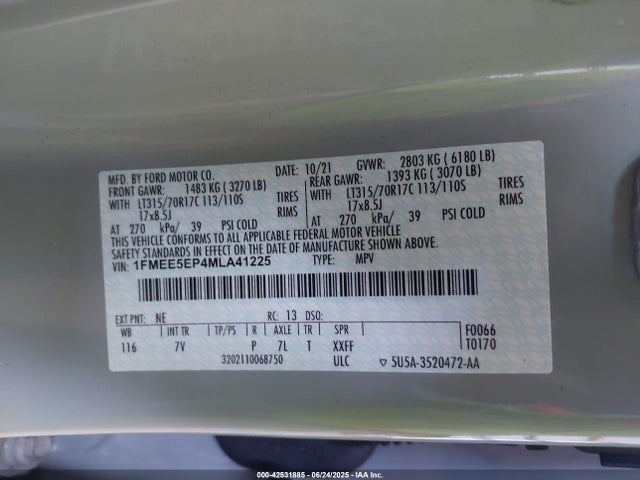 MFD. BY FORD MOTOR CO.
DATE: 10/21 GVWR: 2803 KG ( 6180 LB)
FRONT GAWR: 1483 KG ( 3270 LB) REAR GAWR: 1393 KG ( 3070 LB)
WITH LT315/70R17C 113/110S TIRES WITH LT315/70R17C 113/110S TIRES
17x8.5J RIMS 17x8.5J RIMS
AT 270 kPa/ 39 PSI COLD AT 270 kPa/ 39 PSI COLD
THIS VEHICLE CONFORMS TO ALL APPLICABLE FEDERAL MOTOR VEHICLE
SAFETY STANDARDS IN EFFECT ON THE DATE OF MANUFACTURE SHOWN ABOVE.
VIN: 1FMEE5EP4MLA41225 TYPE: MPV
EXT PNT: NE RC: 13 DSO: F0066
WB INT TR TP/PS R AXLE TR SPR T0170
116 7V P 7L T XXFF
3202110068750 ULC ▽ 5U5A-3520472-AA
000-42531885 | 06/24/2025 | © IAA Inc.